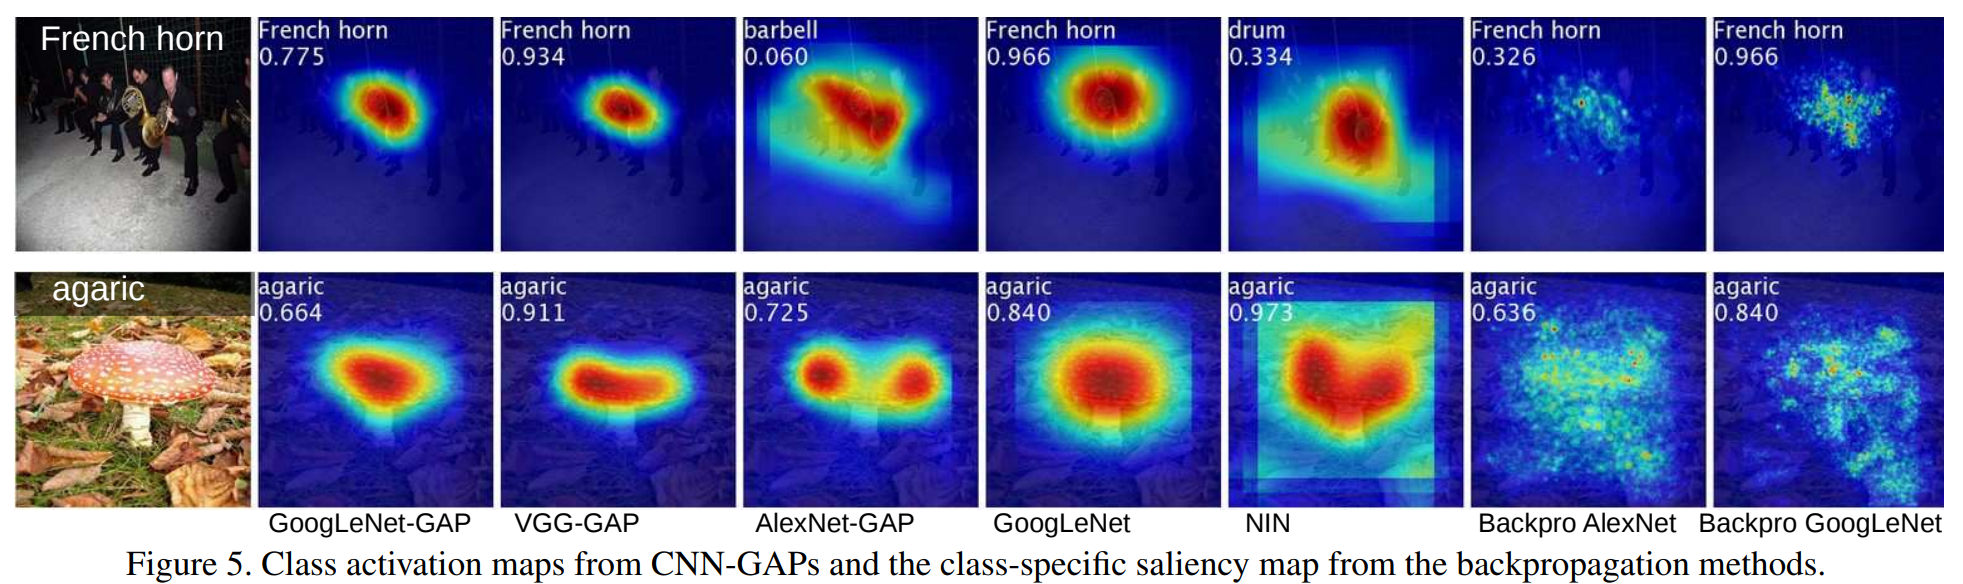 French horn
French horn
0.775
French horn
0.934
barbell
0.060
French horn
0.966
drum
0.334
French horn
0.326
French horn
0.966
agaric
agaric
0.664
agaric
0.911
agaric
0.725
agaric
0.840
agaric
0.973
agaric
0.636
agaric
0.840
GoogLeNet-GAP
VGG-GAP
AlexNet-GAP
GoogLeNet
NIN
Backpro AlexNet
Backpro GoogLeNet
Figure 5. Class activation maps from CNN-GAPs and the class-specific saliency map from the backpropagation methods.